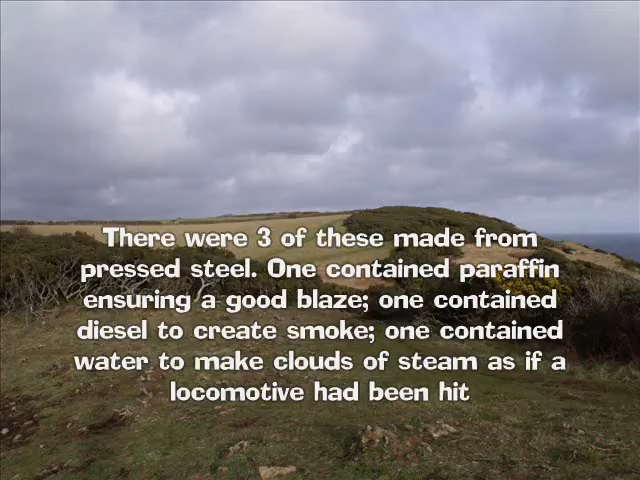 There were 3 of these made from
pressed steel. One contained paraffin
ensuring a good blaze; one contained
diesel to create smoke; one contained
water to make clouds of steam as if a
locomotive had been hit